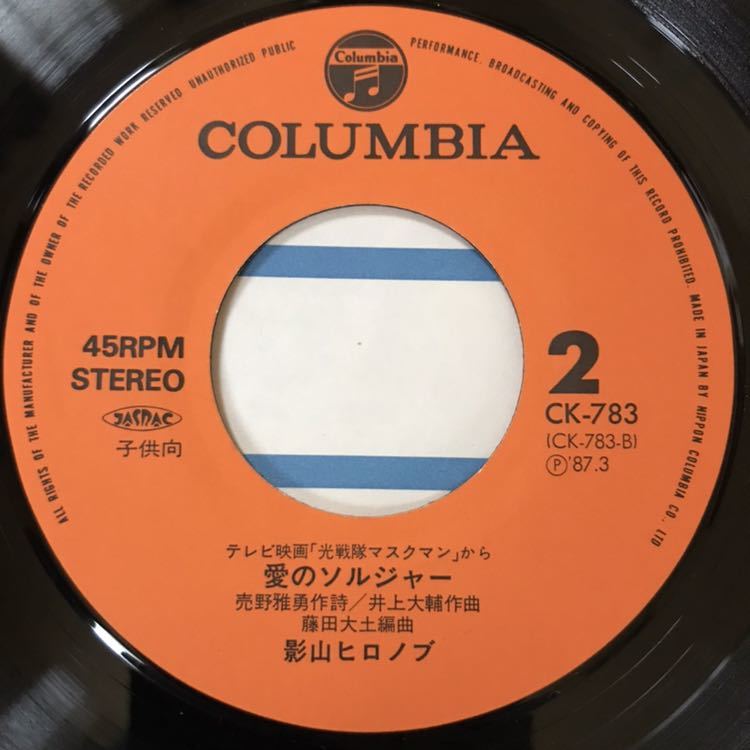 ALL RIGHTS OF THE MANUFACTURER AND OF THE OWNER OF THE RECORDED WORK RESERVED UNAUTHORIZED PUBLIC PERFORMANCE, BROADCASTING AND COPYING OF THIS RECORD PROHIBITED. MADE IN JAPAN BY NIPPON COLUMBIA CO., LTD
Columbia
COLUMBIA
45RPM
STEREO
JASRAC
子供向
2
CK-783
(CK-783-B)
Ⓟ'87.3
テレビ映画「光戦隊マスクマン」から
愛のソルジャー
売野雅勇作詩/井上大輔作曲
藤田大土編曲
影山ヒロノブ